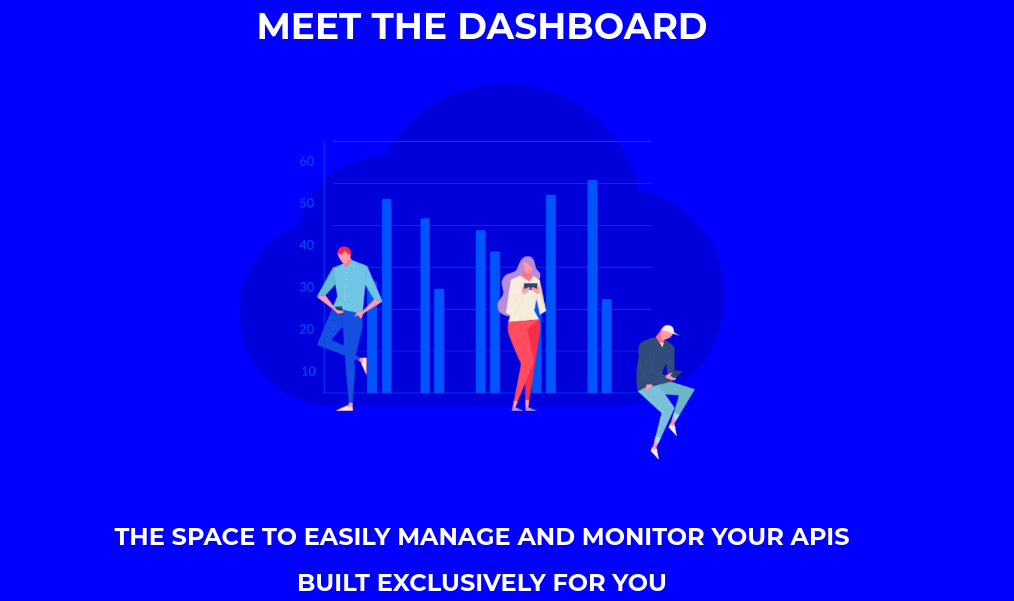 MEET THE DASHBOARD
60
50
40
30
20
10
THE SPACE TO EASILY MANAGE AND MONITOR YOUR APIS
BUILT EXCLUSIVELY FOR YOU